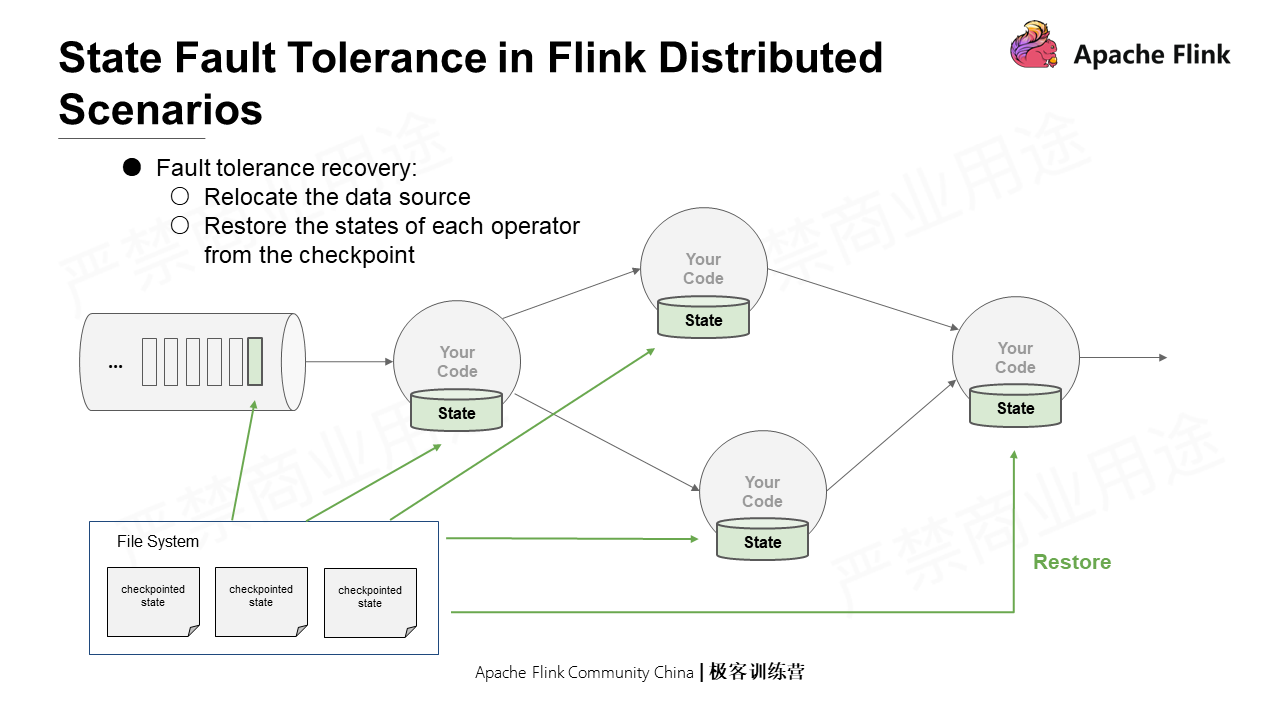 State Fault Tolerance in Flink Distributed
Scenarios
Apache Flink
● Fault tolerance recovery:
○ Relocate the data source
○ Restore the states of each operator
from the checkpoint
Your
Code
State
...
Your
Code
State
Your
Code
State
Your
Code
State
File System
checkpointed
state
checkpointed
state
checkpointed
state
Restore
Apache Flink Community China | 极客训练营
严禁商业用途
严禁商业用途
严禁商业用途
严禁商业用途